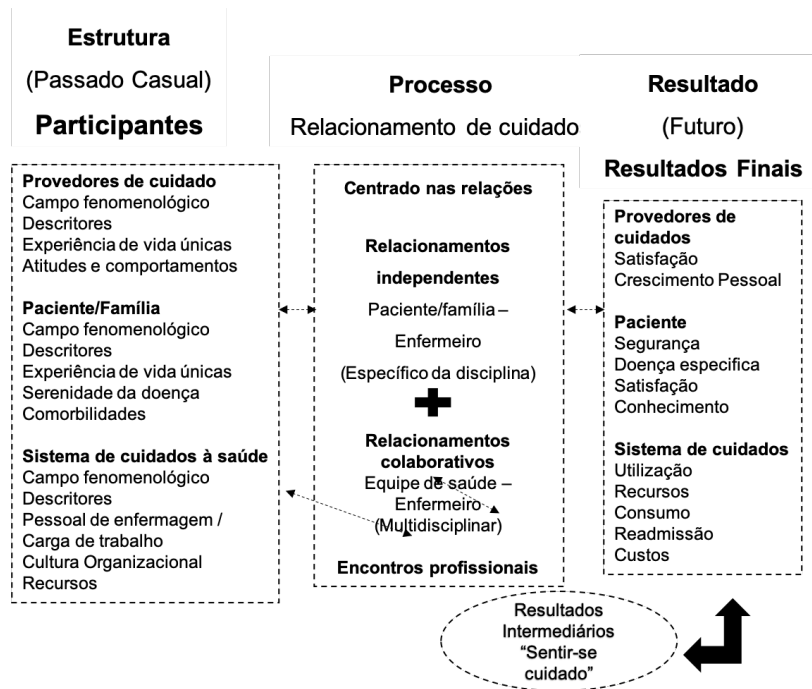 Estrutura
(Passado Casual)
Participantes
Provedores de cuidado
Campo fenomenológico
Descritores
Experiência de vida únicas
Atitudes e comportamentos
Paciente/Família
Campo fenomenológico
Descritores
Experiência de vida únicas
Serenidade da doença
Comorbilidades
Sistema de cuidados à saúde
Campo fenomenológico
Descritores
Pessoal de enfermagem /
Carga de trabalho
Cultura Organizacional
Recursos
Processo
Relacionamento de cuidado
Centrado nas relações
Relacionamentos
independentes
Paciente/família –
Enfermeiro
(Específico da disciplina)
Relacionamentos
colaborativos
Equipe de saúde –
Enfermeiro
(Multidisciplinar)
Encontros profissionais
Resultado
(Futuro)
Resultados Finais
Provedores de
cuidados
Satisfação
Crescimento Pessoal
Paciente
Segurança
Doença especifica
Satisfação
Conhecimento
Sistema de cuidados
Utilização
Recursos
Consumo
Readmissão
Custos
Resultados
Intermediários
“Sentir-se
cuidado”